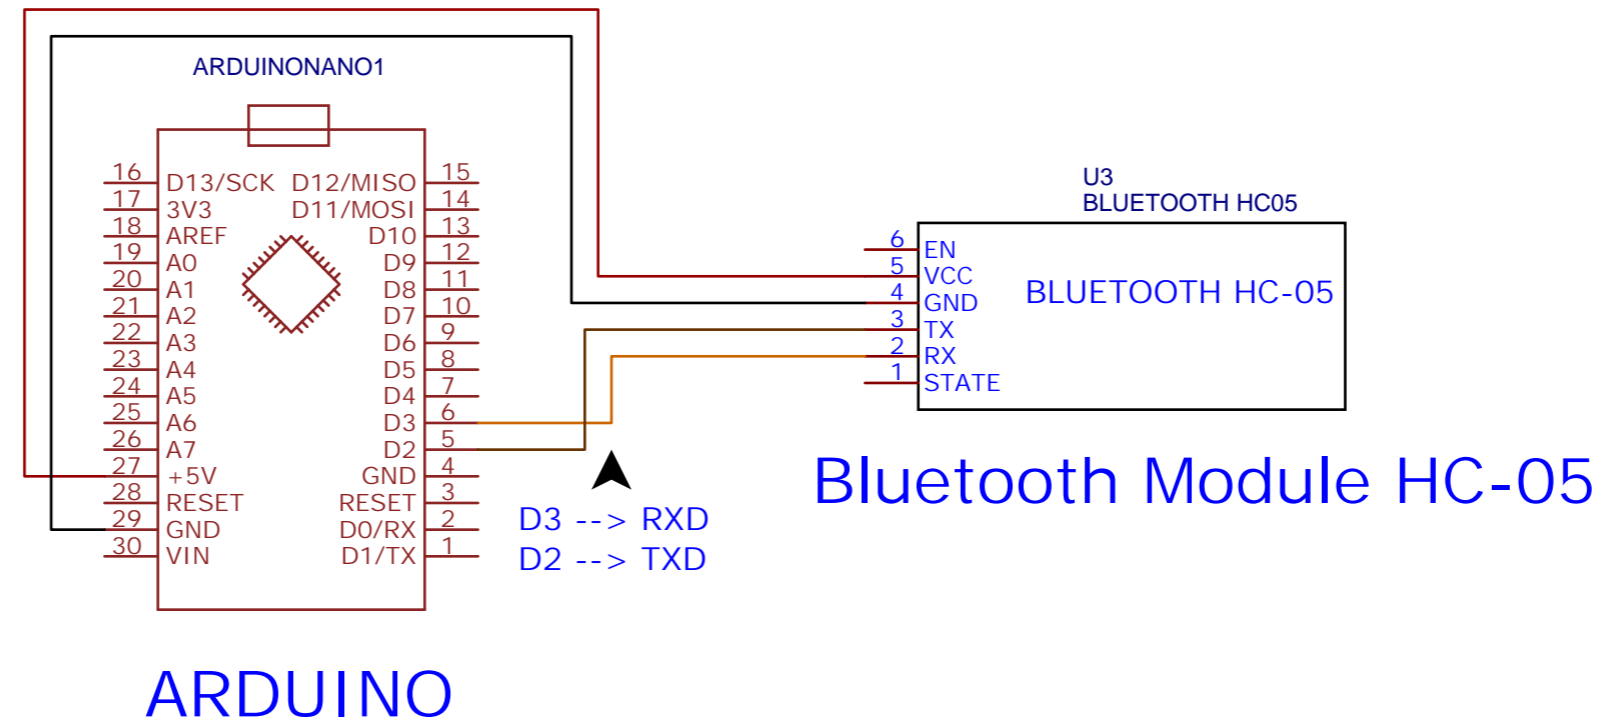 ARDUINONANO1
16 D13/SCK D12/MISO 15
17 3V3 D11/MOSI 14
18 AREF D10 13
19 A0 D9 12
20 A1 D8 11
21 A2 D7 10
22 A3 D6 9
23 A4 D5 8
24 A5 D4 7
25 A6 D3 6
26 A7 D2 5
27 +5V GND 4
28 RESET RESET 3
29 GND D0/RX 2
30 VIN D1/TX 1
ARDUINO
D3 --> RXD
D2 --> TXD
U3
BLUETOOTH HC05
6 EN
5 VCC
4 GND
3 TX
2 RX
1 STATE
BLUETOOTH HC-05
Bluetooth Module HC-05